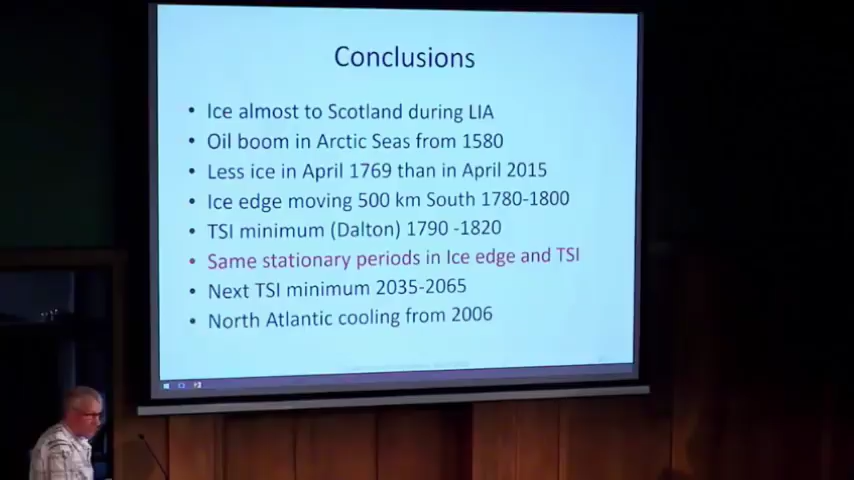 Conclusions
• Ice almost to Scotland during LIA
• Oil boom in Arctic Seas from 1580
• Less ice in April 1769 than in April 2015
• Ice edge moving 500 km South 1780-1800
• TSI minimum (Dalton) 1790 -1820
• Same stationary periods in Ice edge and TSI
• Next TSI minimum 2035-2065
• North Atlantic cooling from 2006